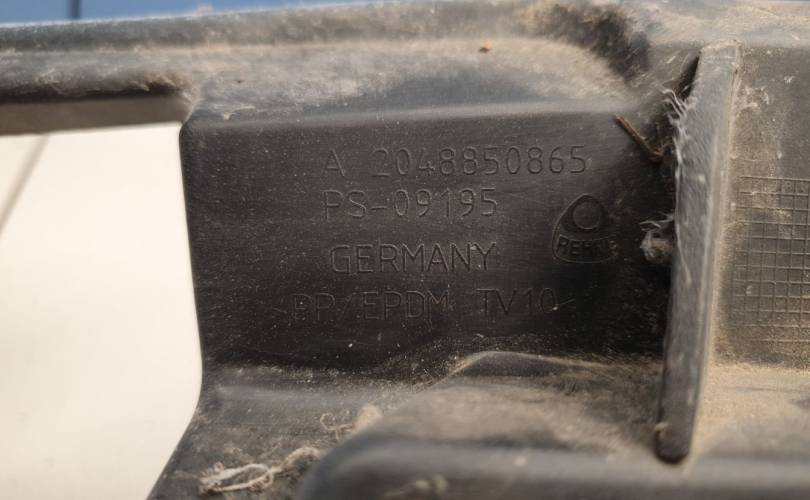 A 2048850865
PS-09195
REHAU
GERMANY
>PP/EPDM TV10<